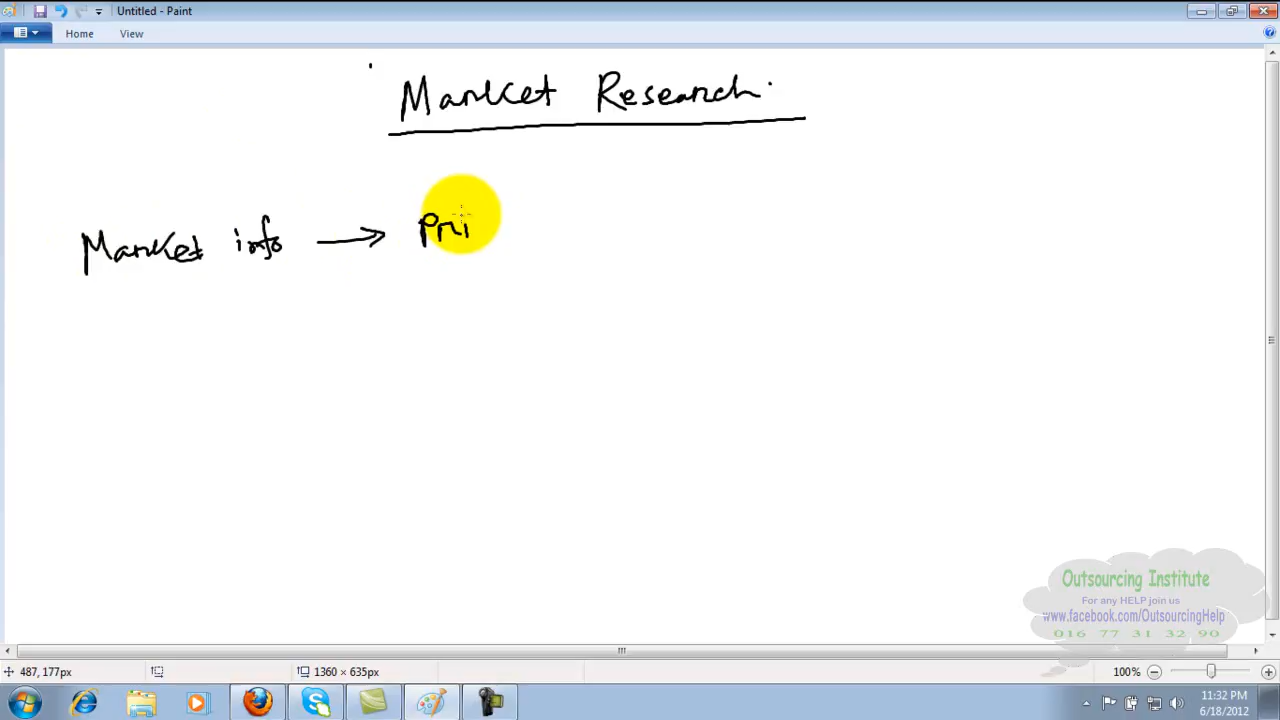 Untitled - Paint
Home View
Market Research
Market info → Pri
Outsourcing Institute
For any HELP join us
www.facebook.com/OutsourcingHelp
016 77 31 32 90
487, 177px 1360 × 635px 100%
11:32 PM
6/18/2012